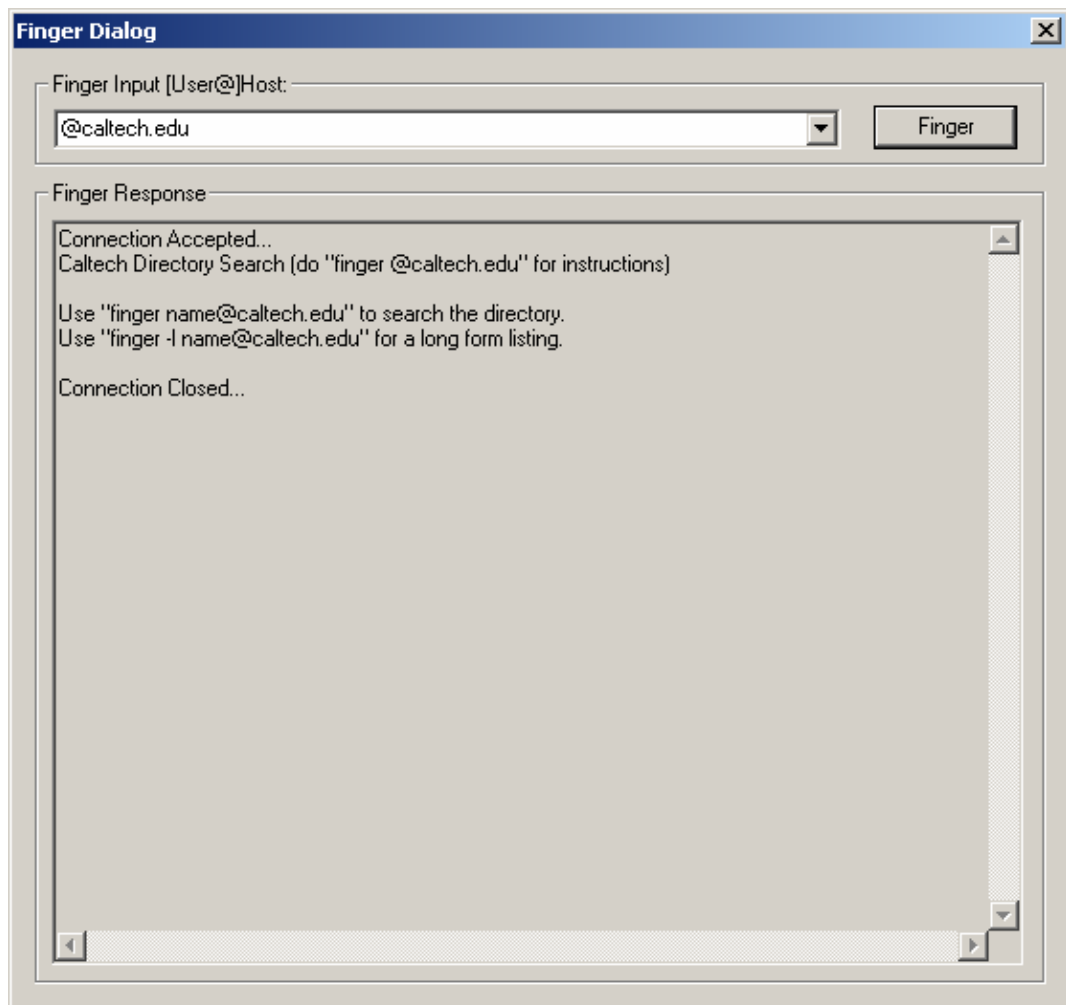 Finger Dialog
Finger Input [User@]Host:
@caltech.edu
Finger
Finger Response
Connection Accepted...
Caltech Directory Search (do "finger @caltech.edu" for instructions)
Use "finger name@caltech.edu" to search the directory.
Use "finger -l name@caltech.edu" for a long form listing.
Connection Closed...